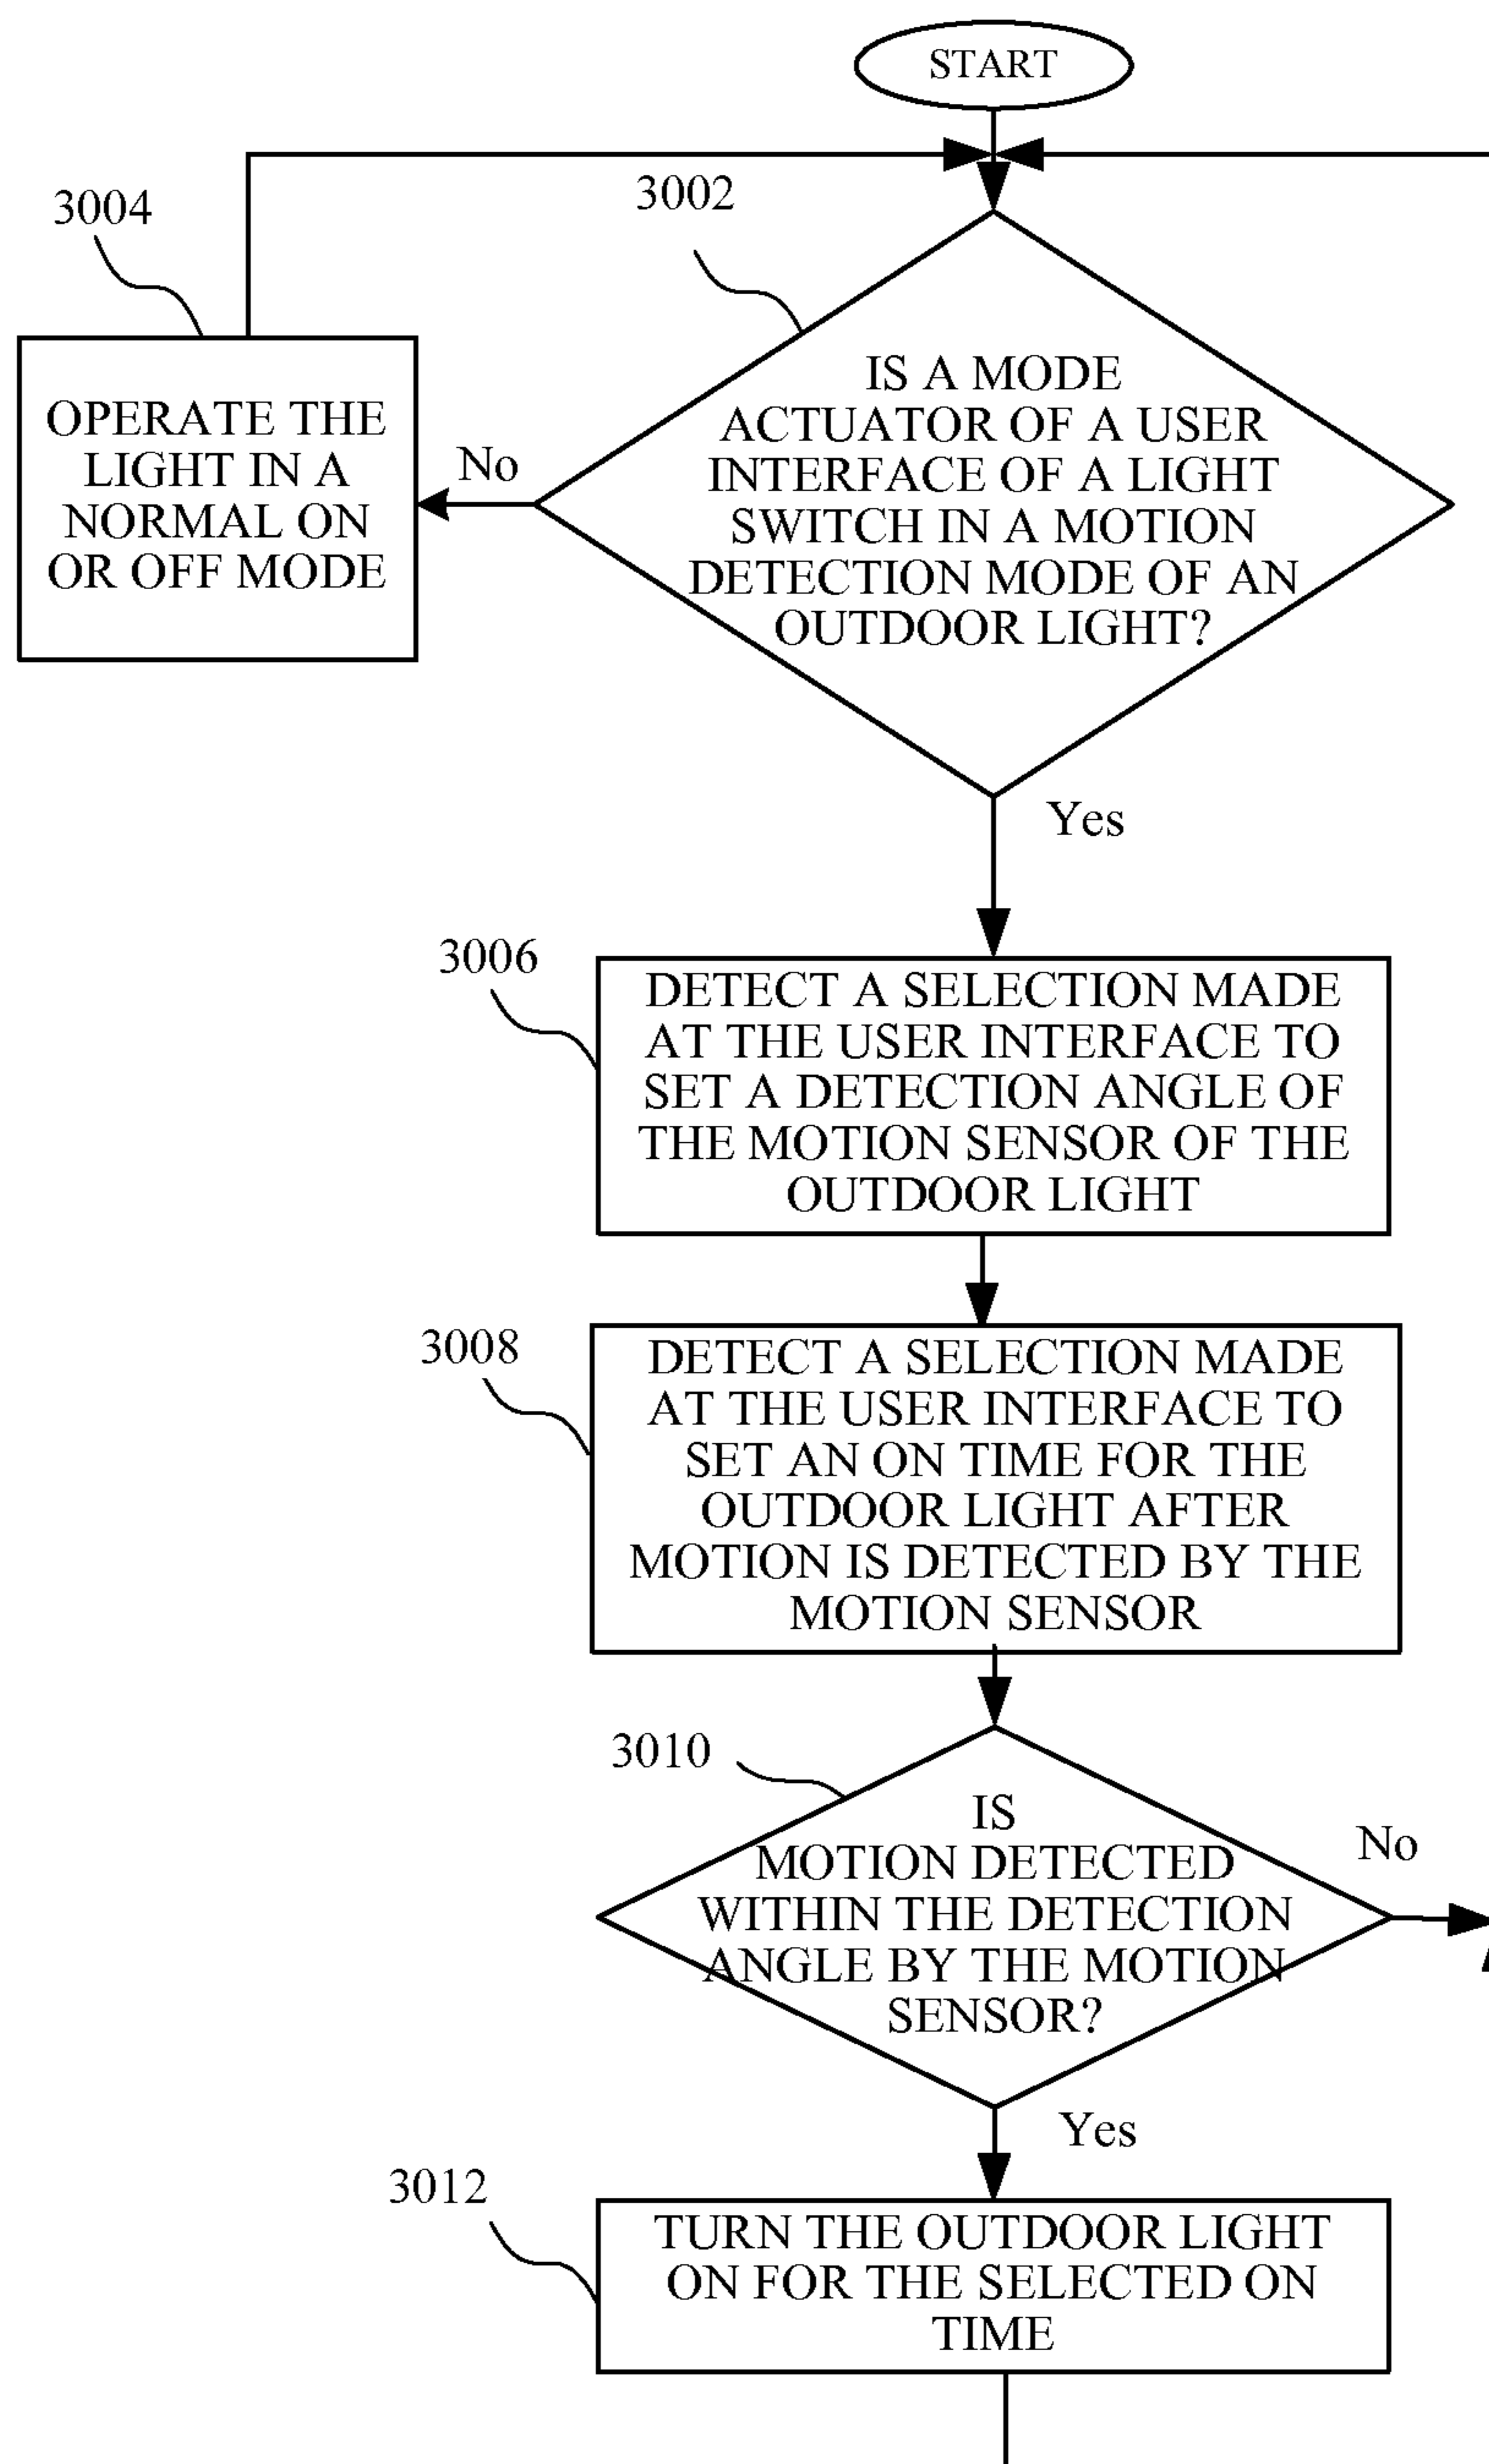 START
3002
3004
IS A MODE
ACTUATOR OF A USER
INTERFACE OF A LIGHT
SWITCH IN A MOTION
DETECTION MODE OF AN
OUTDOOR LIGHT?
No
OPERATE THE
LIGHT IN A
NORMAL ON
OR OFF MODE
Yes
3006
DETECT A SELECTION MADE
AT THE USER INTERFACE TO
SET A DETECTION ANGLE OF
THE MOTION SENSOR OF THE
OUTDOOR LIGHT
3008
DETECT A SELECTION MADE
AT THE USER INTERFACE TO
SET AN ON TIME FOR THE
OUTDOOR LIGHT AFTER
MOTION IS DETECTED BY THE
MOTION SENSOR
3010
IS
MOTION DETECTED
WITHIN THE DETECTION
ANGLE BY THE MOTION
SENSOR?
No
Yes
3012
TURN THE OUTDOOR LIGHT
ON FOR THE SELECTED ON
TIME